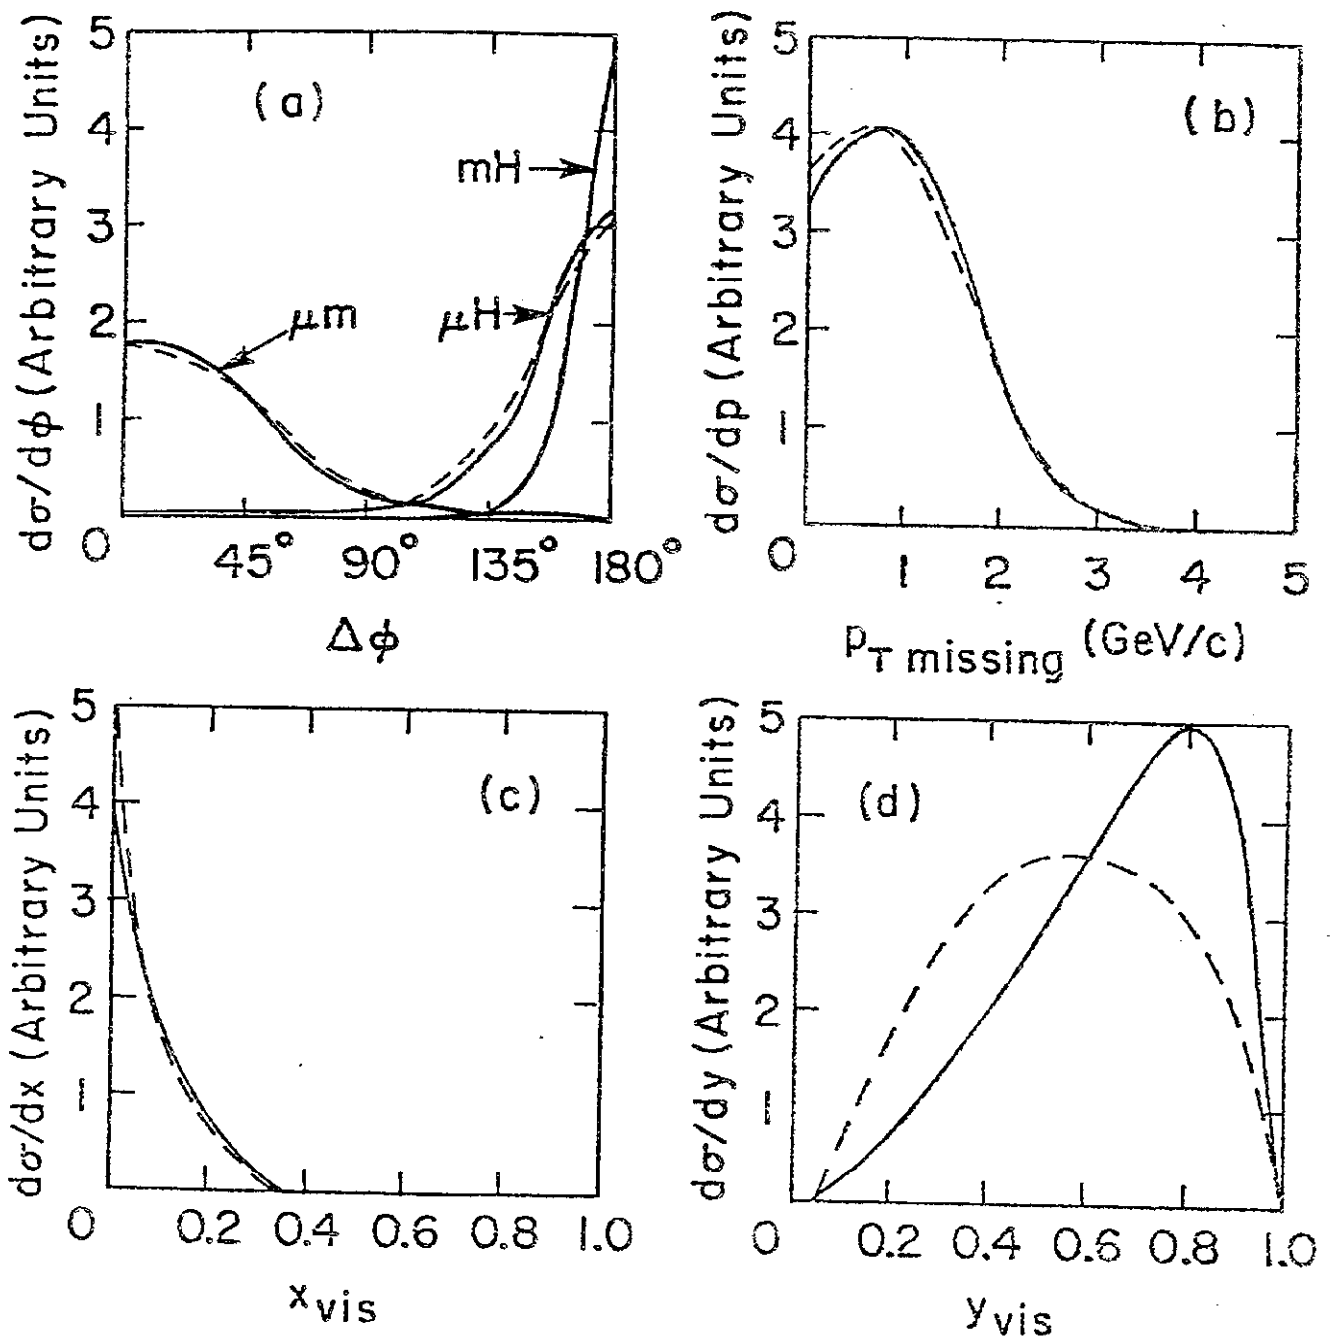 dσ/dφ (Arbitrary Units)
5
4
3
2
1
0
45°
90°
135°
180°
Δφ
(a)
mH
μH
μm
dσ/dp (Arbitrary Units)
5
4
3
2
1
0
1
2
3
4
5
pT missing (GeV/c)
(b)
dσ/dx (Arbitrary Units)
5
4
3
2
1
0
0.2
0.4
0.6
0.8
1.0
xvis
(c)
dσ/dy (Arbitrary Units)
5
4
3
2
1
0
0.2
0.4
0.6
0.8
1.0
yvis
(d)